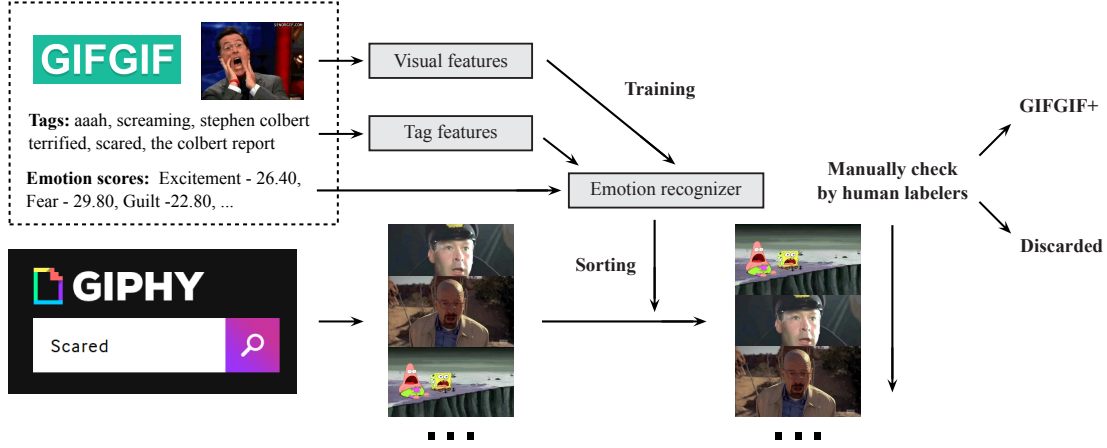 GIFGIF
Tags: aaah, screaming, stephen colbert
terrified, scared, the colbert report
Emotion scores: Excitement - 26.40,
Fear - 29.80, Guilt -22.80, ...
Visual features
Tag features
Training
Emotion recognizer
Sorting
Manually check
by human labelers
GIFGIF+
Discarded
GIPHY
Scared